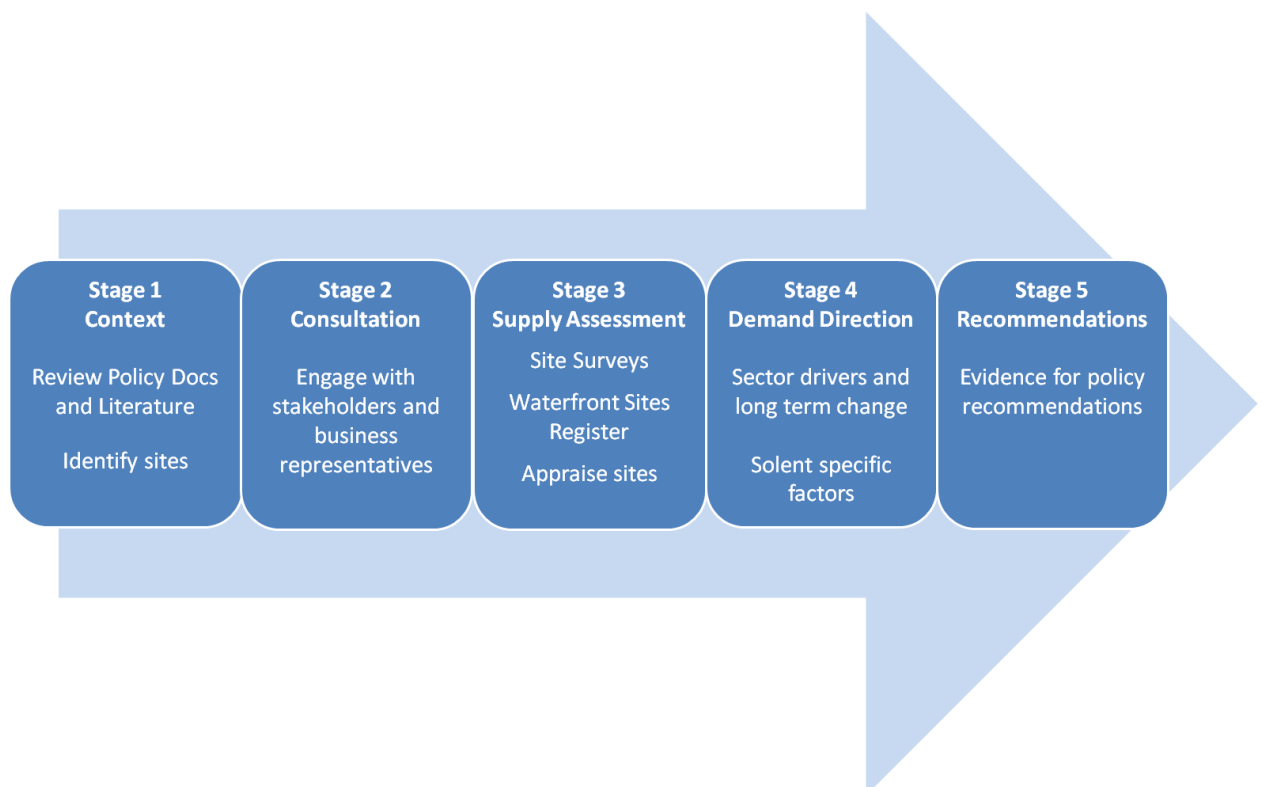 Stage 1
Context
Review Policy Docs
and Literature
Identify sites
Stage 2
Consultation
Engage with
stakeholders and
business
representatives
Stage 3
Supply Assessment
Site Surveys
Waterfront Sites
Register
Appraise sites
Stage 4
Demand Direction
Sector drivers and
long term change
Solent specific
factors
Stage 5
Recommendations
Evidence for policy
recommendations